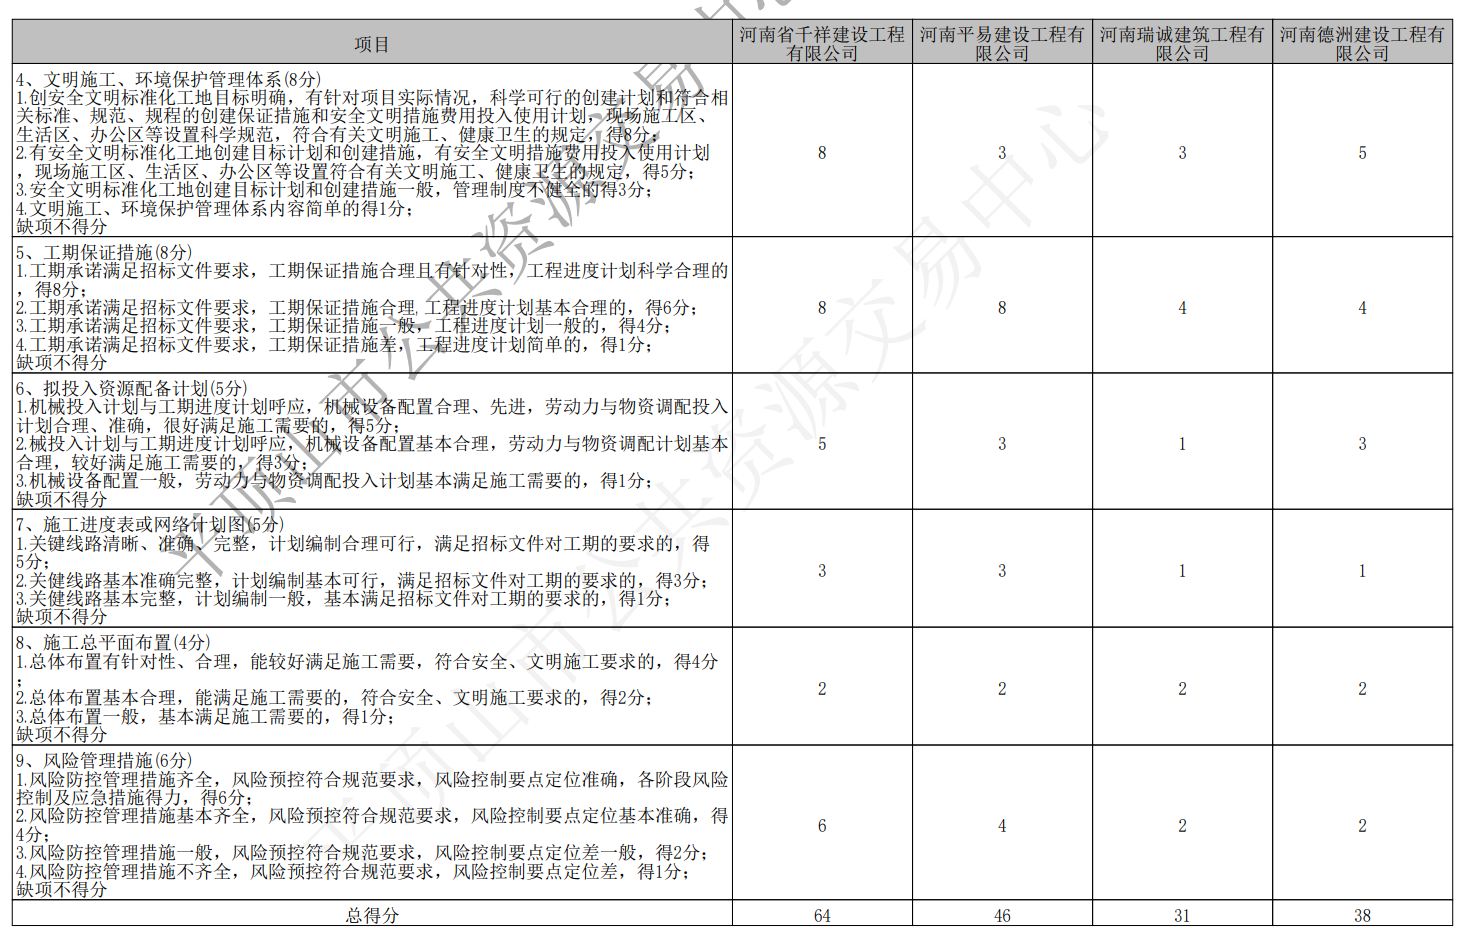 项目
河南省千祥建设工程有限公司
河南平易建设工程有限公司
河南瑞诚建筑工程有限公司
河南德洲建设工程有限公司
4、文明施工、环境保护管理体系(8分)
1.创安全文明标准化工地目标明确，有针对项目实际情况，科学可行的创建计划和符合相
关标准、规范、规程的创建保证措施和安全文明措施费用投入使用计划，现场施工区、
生活区、办公区等设置科学规范，符合有关文明施工、健康卫生的规定，得8分；
2.有安全文明标准化工地创建目标计划和创建措施，有安全文明措施费用投入使用计划
，现场施工区、生活区、办公区等设置符合有关文明施工、健康卫生的规定，得5分；
3.安全文明标准化工地创建目标计划和创建措施一般，管理制度不健全的得3分；
4.文明施工、环境保护管理体系内容简单的得1分；
缺项不得分
8
3
3
5
5、工期保证措施(8分)
1.工期承诺满足招标文件要求，工期保证措施合理且有针对性，工程进度计划科学合理的
，得8分；
2.工期承诺满足招标文件要求，工期保证措施合理,工程进度计划基本合理的，得6分；
3.工期承诺满足招标文件要求，工期保证措施一般，工程进度计划一般的，得4分；
4.工期承诺满足招标文件要求，工期保证措施差，工程进度计划简单的，得1分；
缺项不得分
8
8
4
4
6、拟投入资源配备计划(5分)
1.机械投入计划与工期进度计划呼应，机械设备配置合理、先进，劳动力与物资调配投入
计划合理、准确，很好满足施工需要的，得5分；
2.械投入计划与工期进度计划呼应，机械设备配置基本合理，劳动力与物资调配计划基本
合理，较好满足施工需要的，得3分；
3.机械设备配置一般，劳动力与物资调配投入计划基本满足施工需要的，得1分；
缺项不得分
5
3
1
3
7、施工进度表或网络计划图(5分)
1.关键线路清晰、准确、完整，计划编制合理可行，满足招标文件对工期的要求的，得
5分；
2.关健线路基本准确完整，计划编制基本可行，满足招标文件对工期的要求的，得3分；
3.关健线路基本完整，计划编制一般，基本满足招标文件对工期的要求的，得1分；
缺项不得分
3
3
1
1
8、施工总平面布置(4分)
1.总体布置有针对性、合理，能较好满足施工需要，符合安全、文明施工要求的，得4分
；
2.总体布置基本合理，能满足施工需要的，符合安全、文明施工要求的，得2分；
3.总体布置一般，基本满足施工需要的，得1分；
缺项不得分
2
2
2
2
9、风险管理措施(6分)
1.风险防控管理措施齐全，风险预控符合规范要求，风险控制要点定位准确，各阶段风险
控制及应急措施得力，得6分；
2.风险防控管理措施基本齐全，风险预控符合规范要求，风险控制要点定位基本准确，得
4分；
3.风险防控管理措施一般，风险预控符合规范要求，风险控制要点定位差一般，得2分；
4.风险防控管理措施不齐全，风险预控符合规范要求，风险控制要点定位差，得1分；
缺项不得分
6
4
2
2
总得分
64
46
31
38
平顶山市公共资源交易中心
平顶山市公共资源交易中心